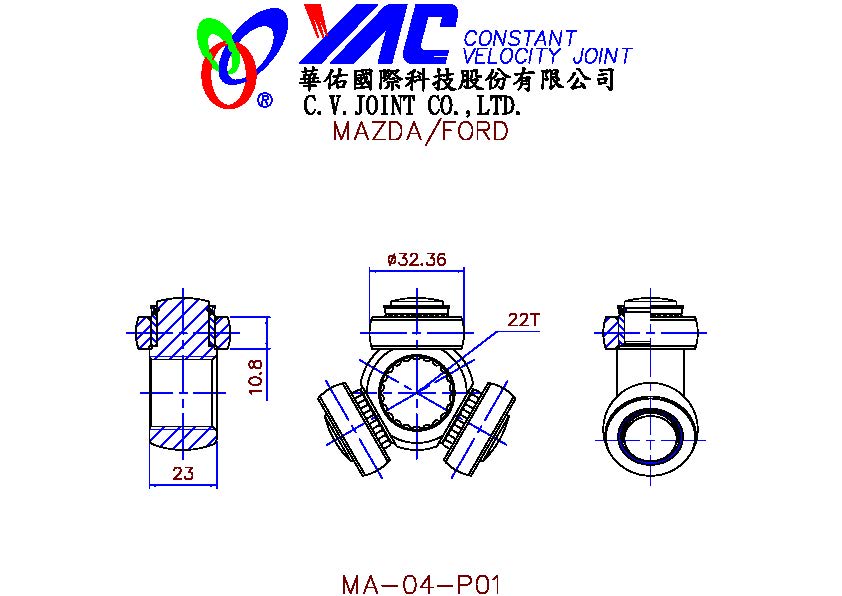 YAC CONSTANT
VELOCITY JOINT
華佑國際科技股份有限公司
® C.V.JOINT CO.,LTD.
MAZDA/FORD
ø32.36
22T
10.8
23
MA-04-P01